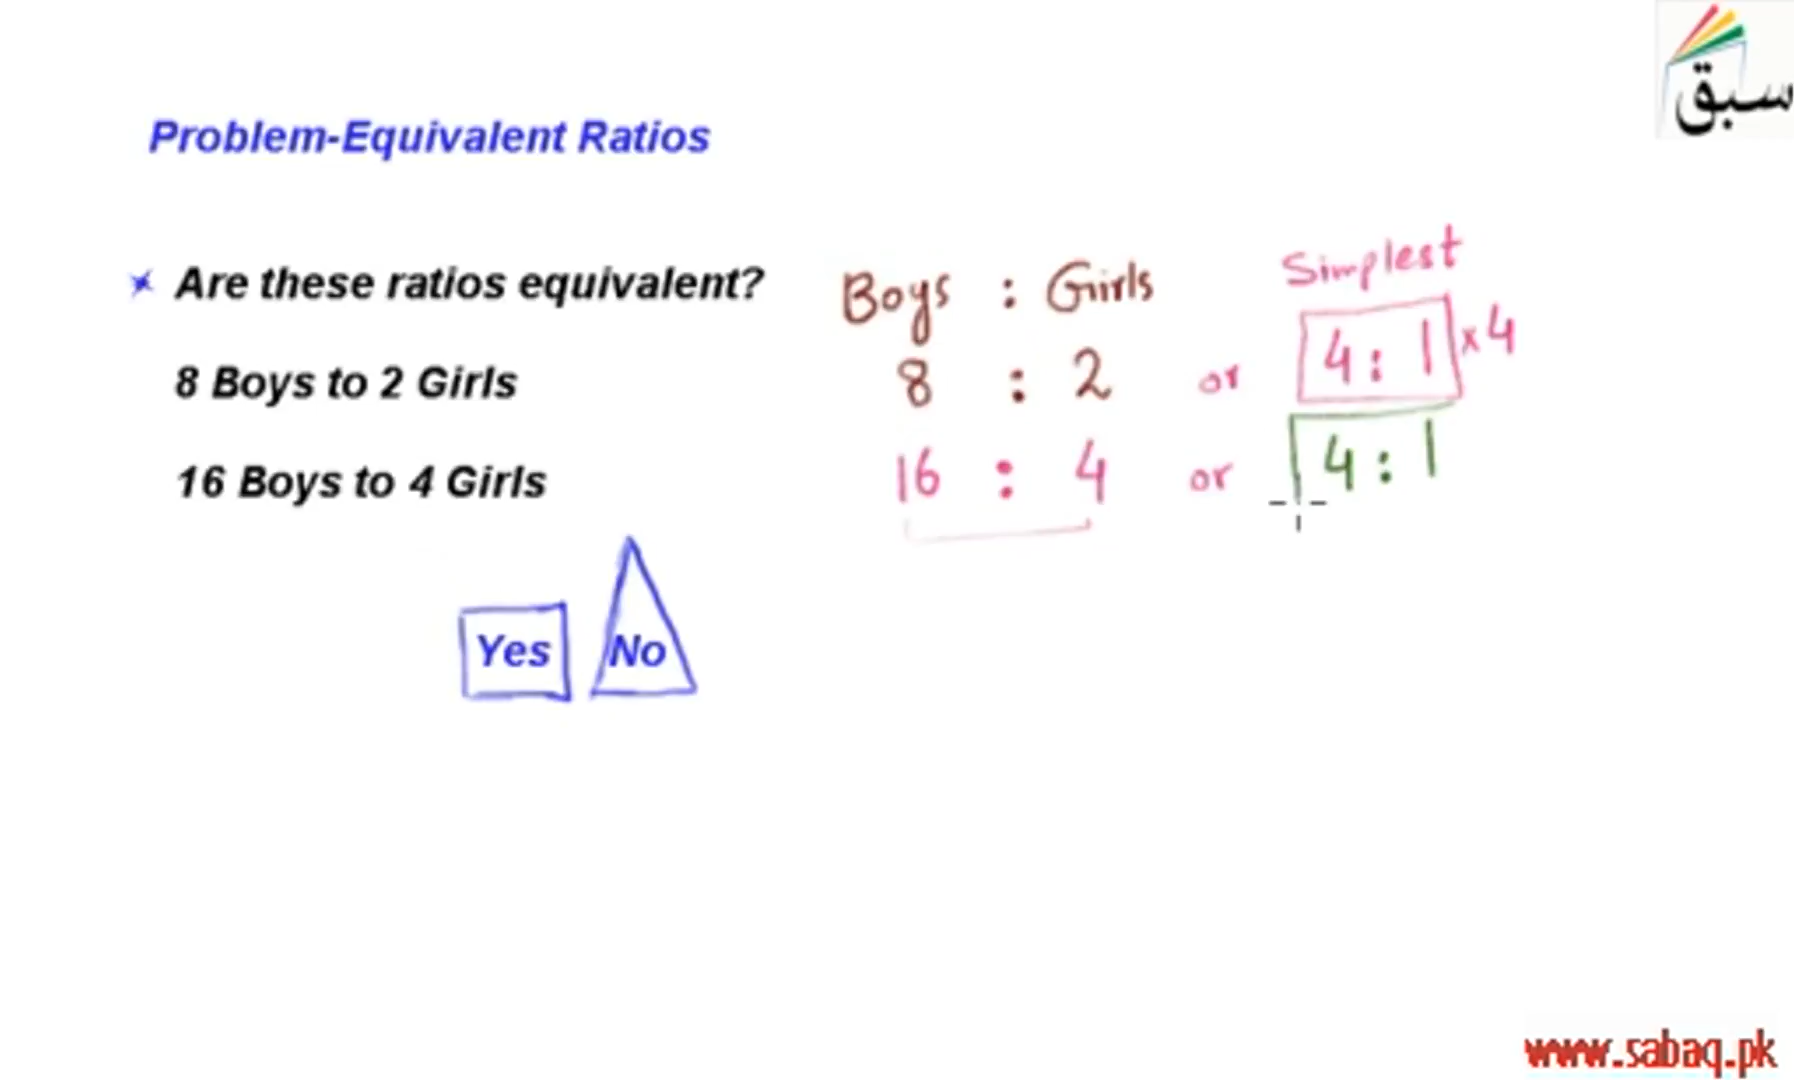 سبق
Problem-Equivalent Ratios
Are these ratios equivalent?
8 Boys to 2 Girls
16 Boys to 4 Girls
Yes
No
Boys : Girls
8 : 2 or
16 : 4 or
Simplest
4 : 1 x 4
4 : 1
www.sabaq.pk